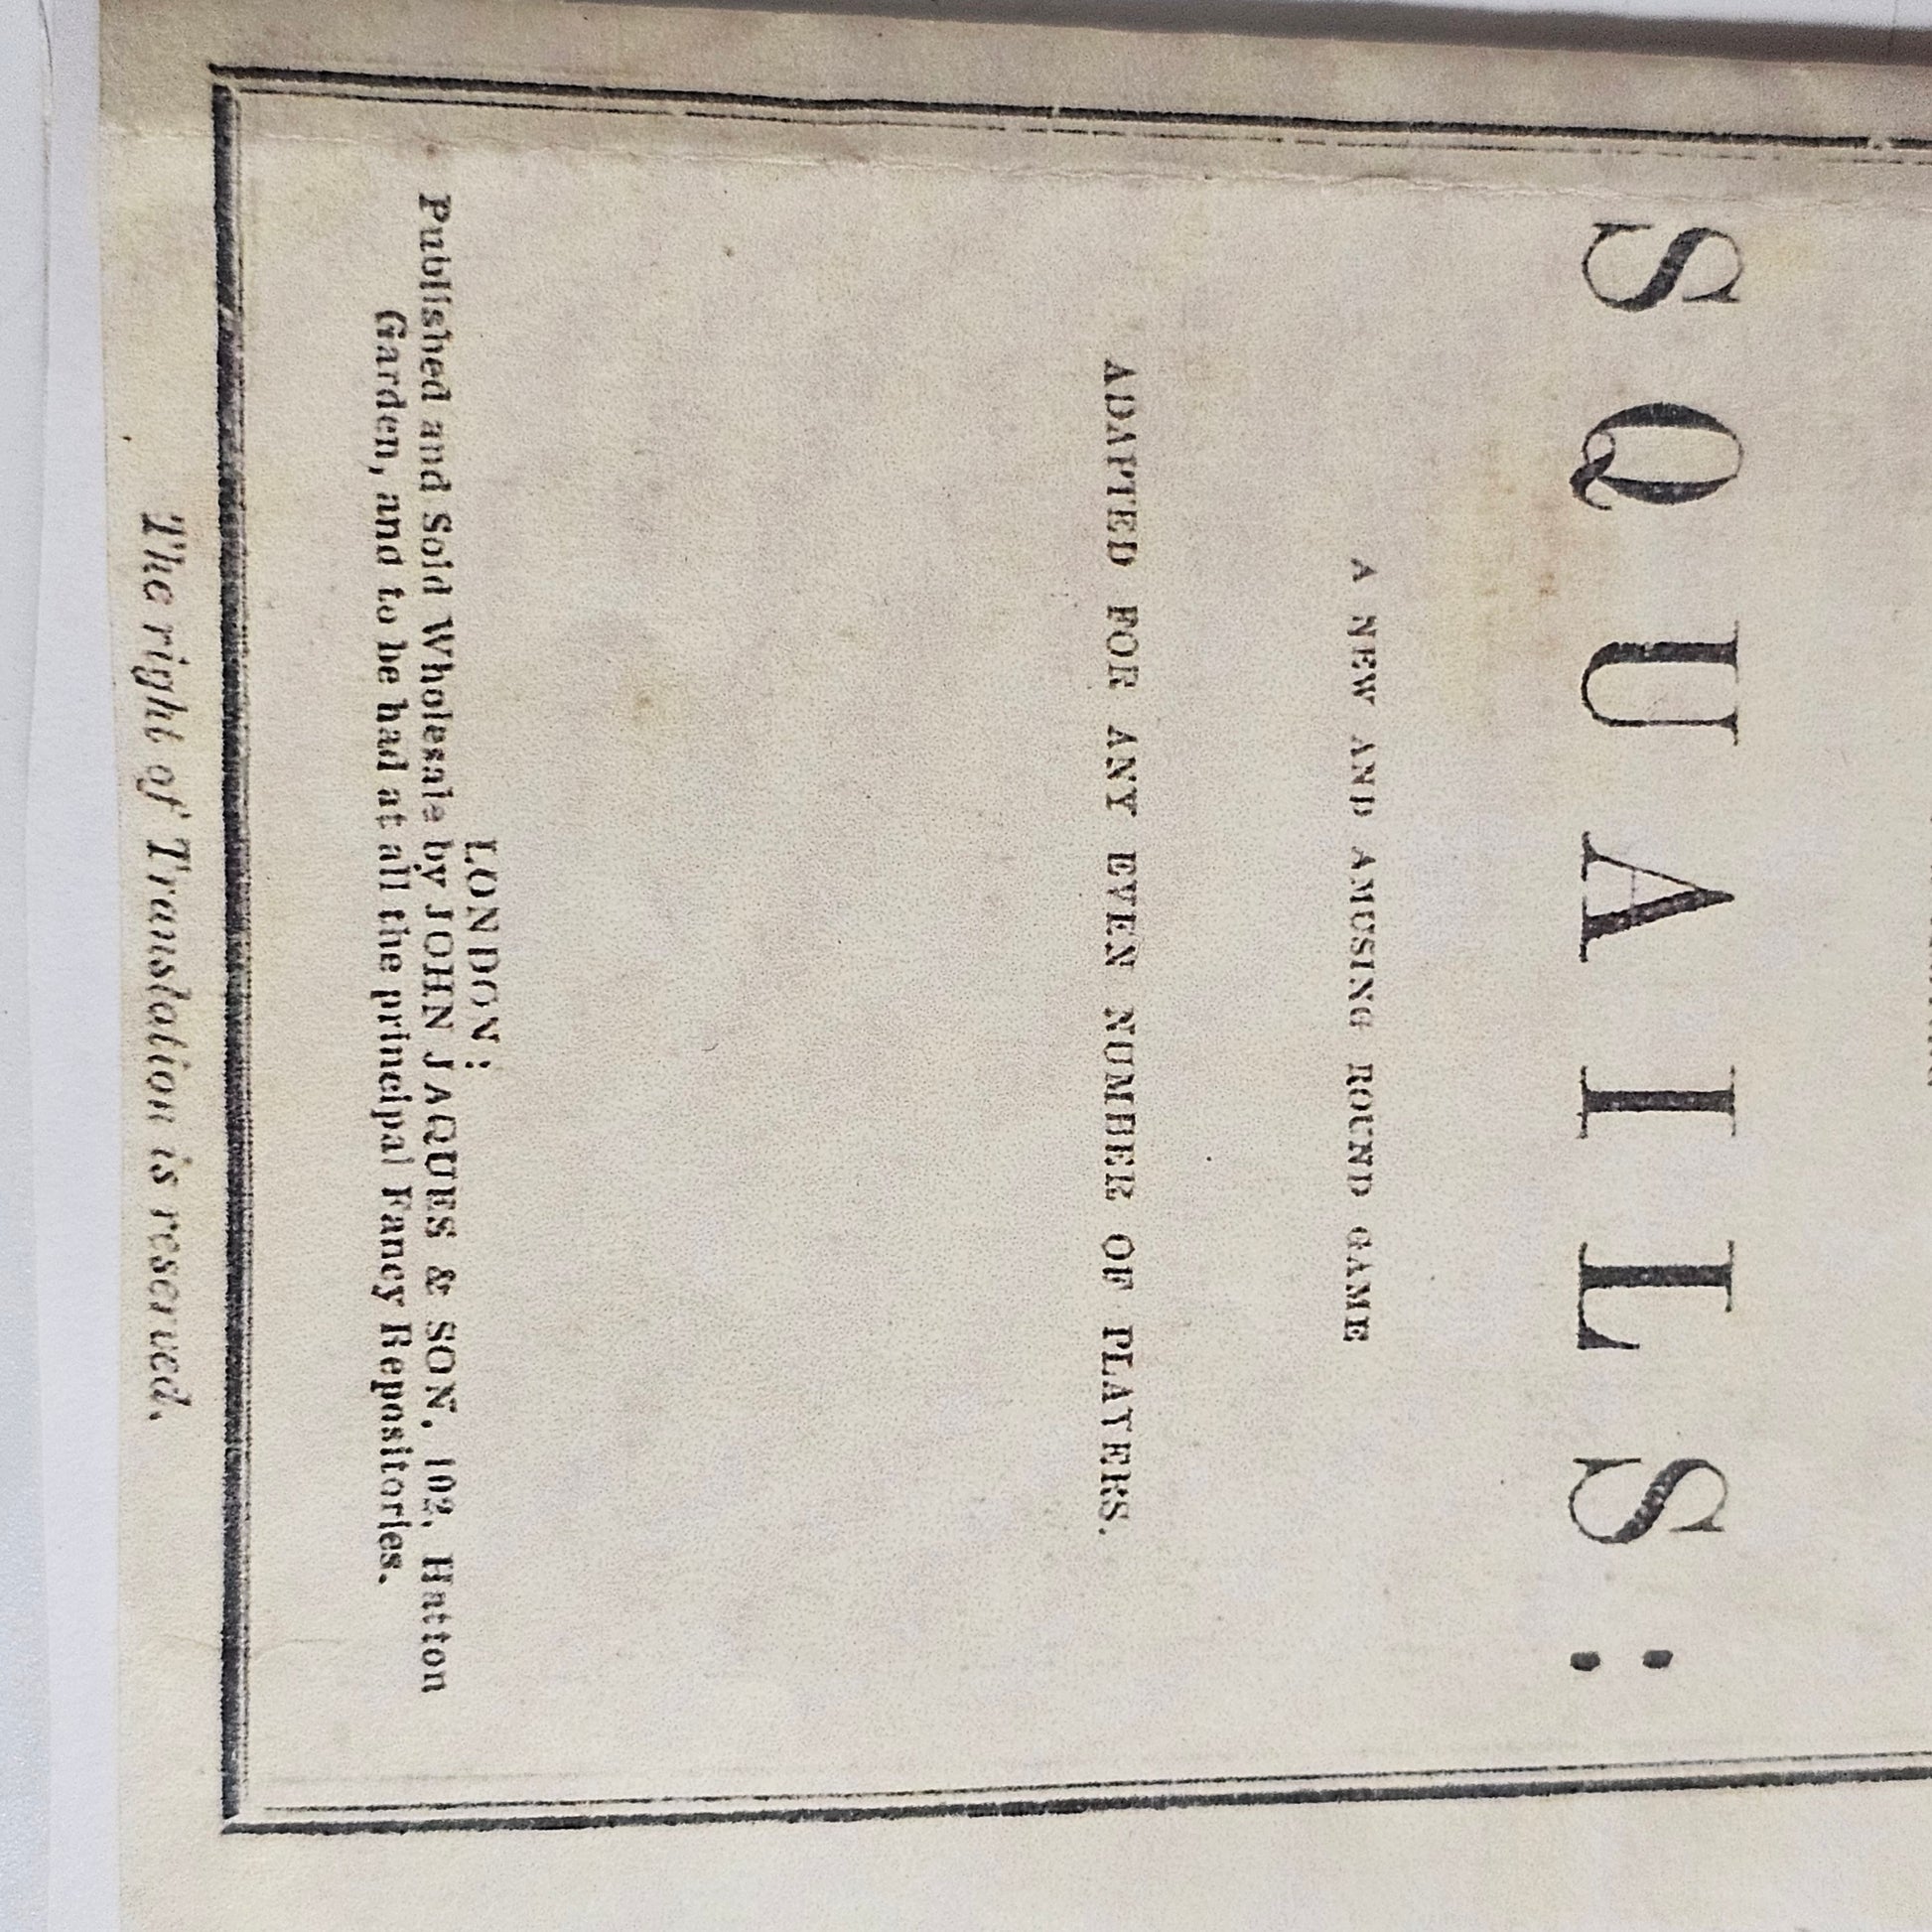 SQUAILS:
A NEW AND AMUSING ROUND GAME
ADAPTED FOR ANY EVEN NUMBER OF PLAYERS.
LONDON:
Published and Sold Wholesale by JOHN JAQUES & SON, 102, Hatton
Garden, and to be had at all the principal Fancy Repositories.
The right of Translation is reserved.